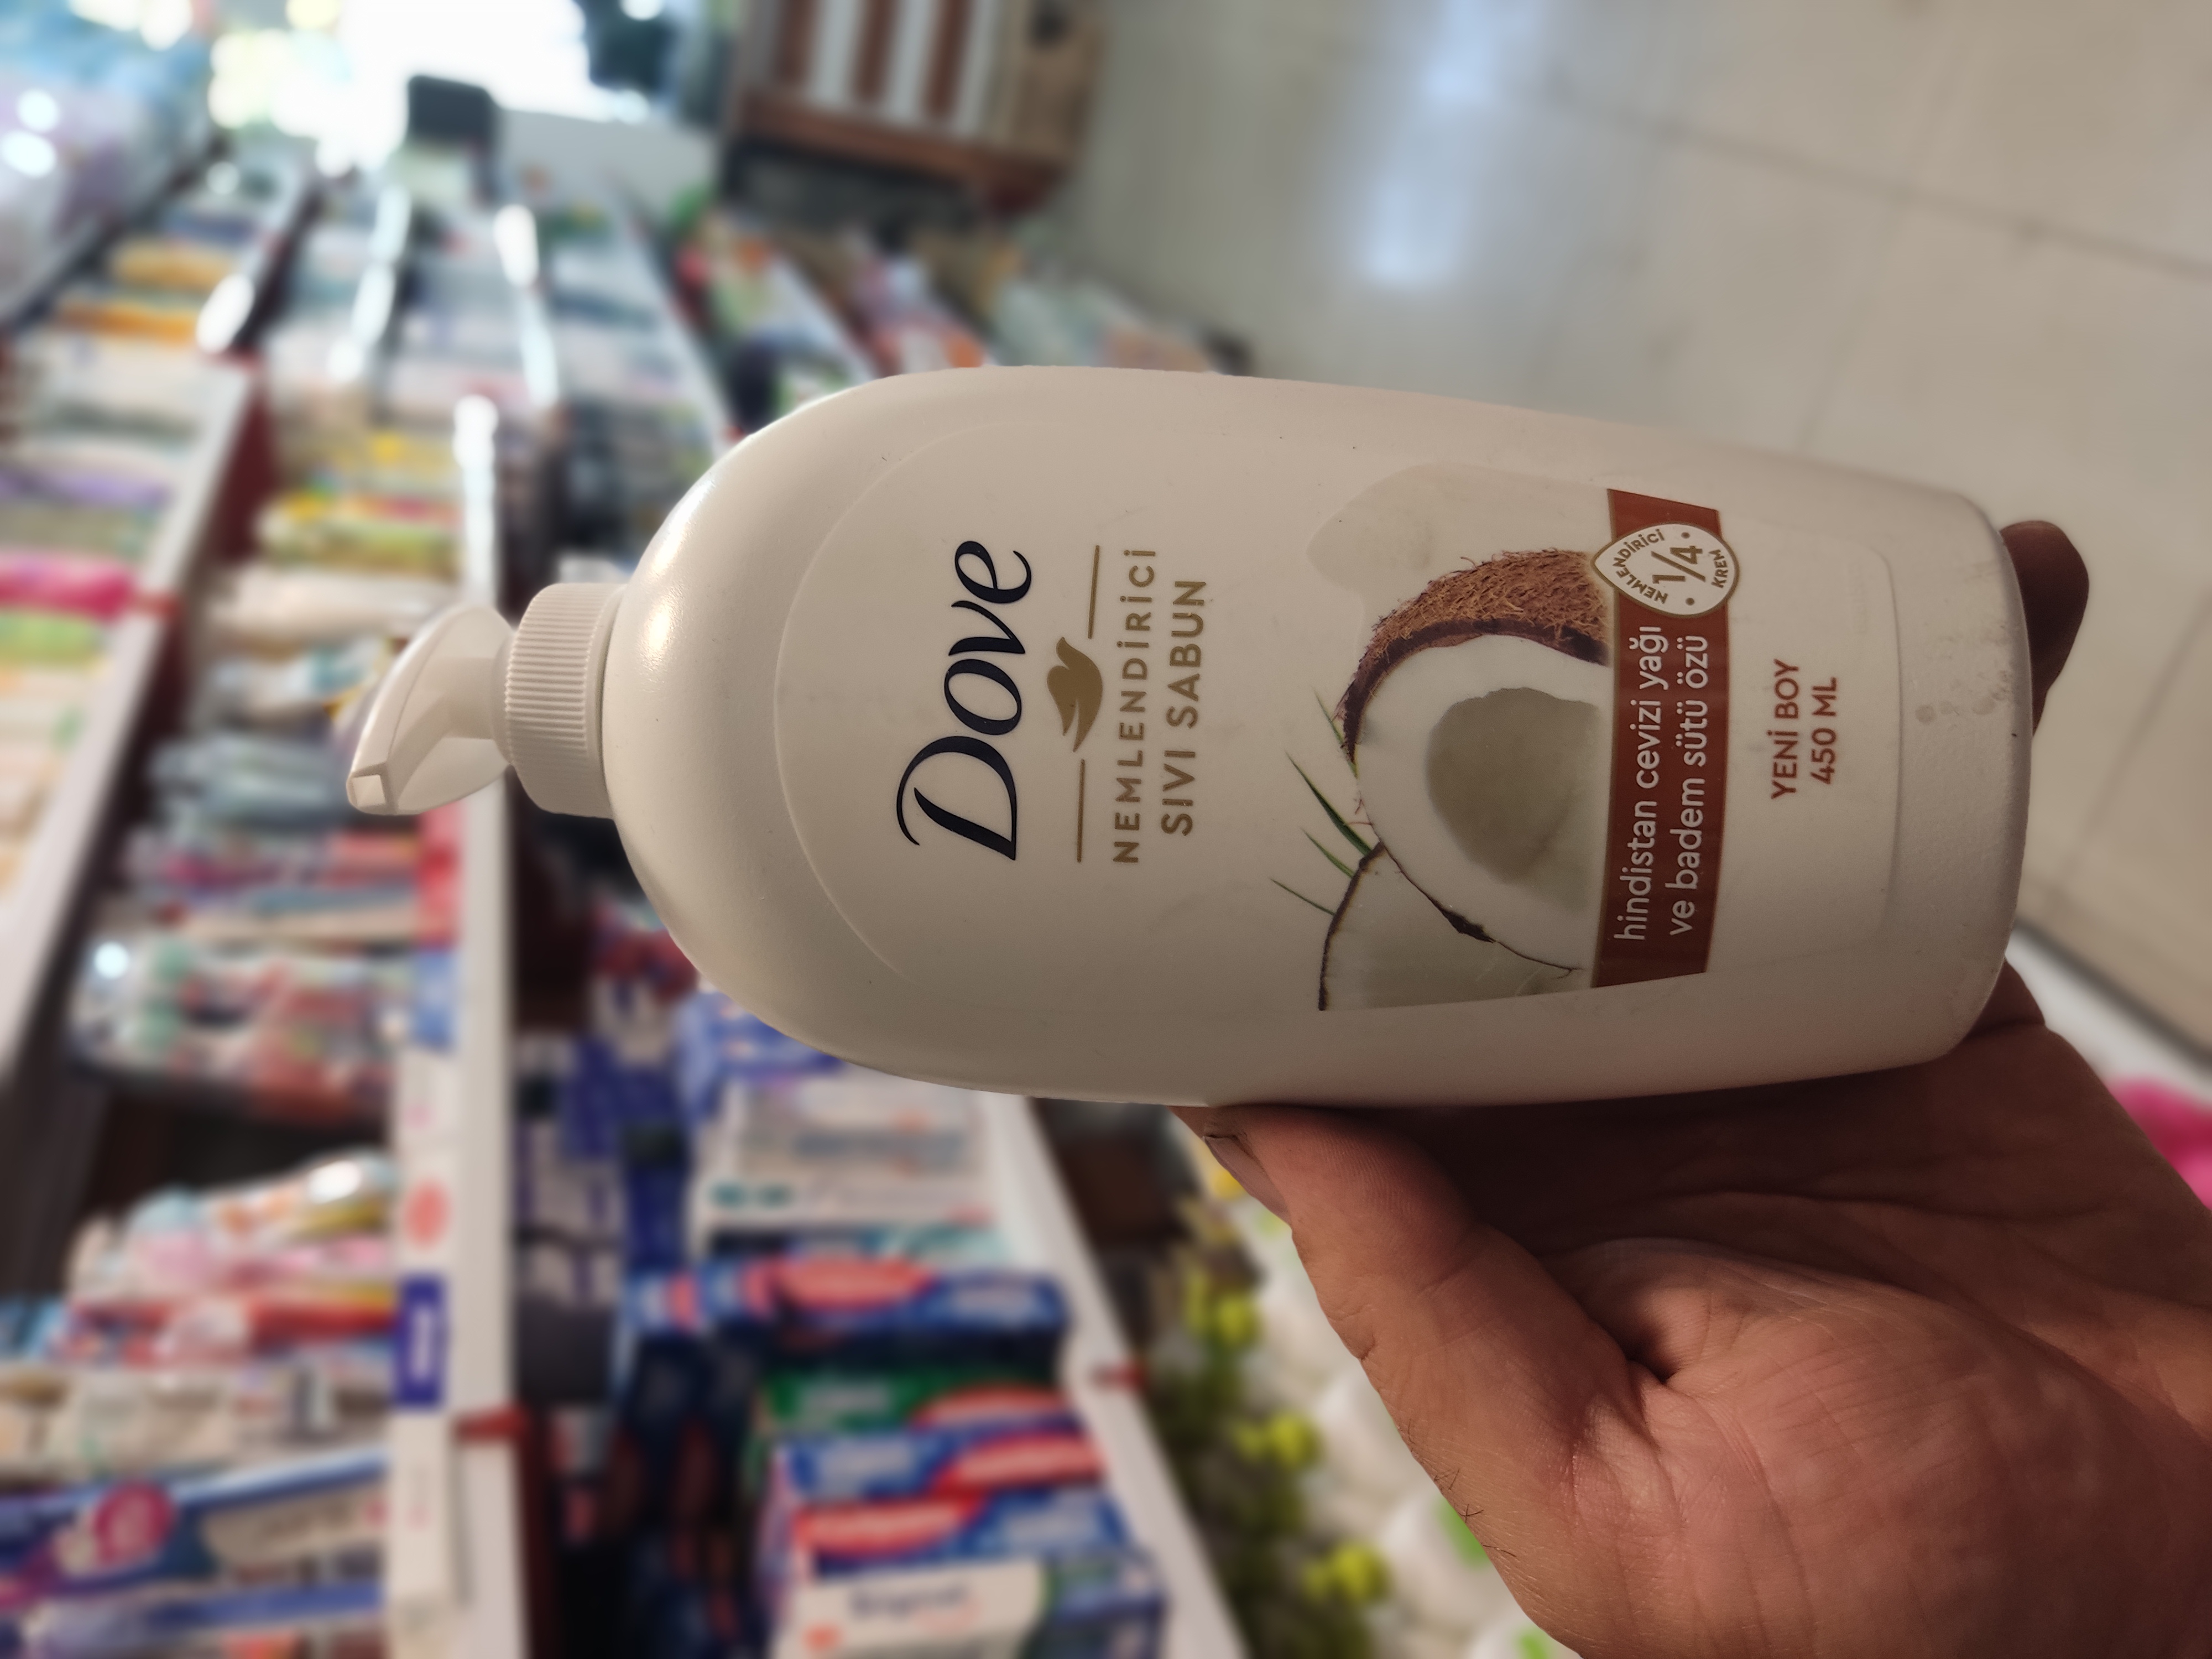 Dove
NEMLENDİRİCİ
SIVI SABUN
NEMLENDİRİCİ
1/4
KREM
hindistan cevizi yağı
ve badem sütü özü
YENİ BOY
450 ML